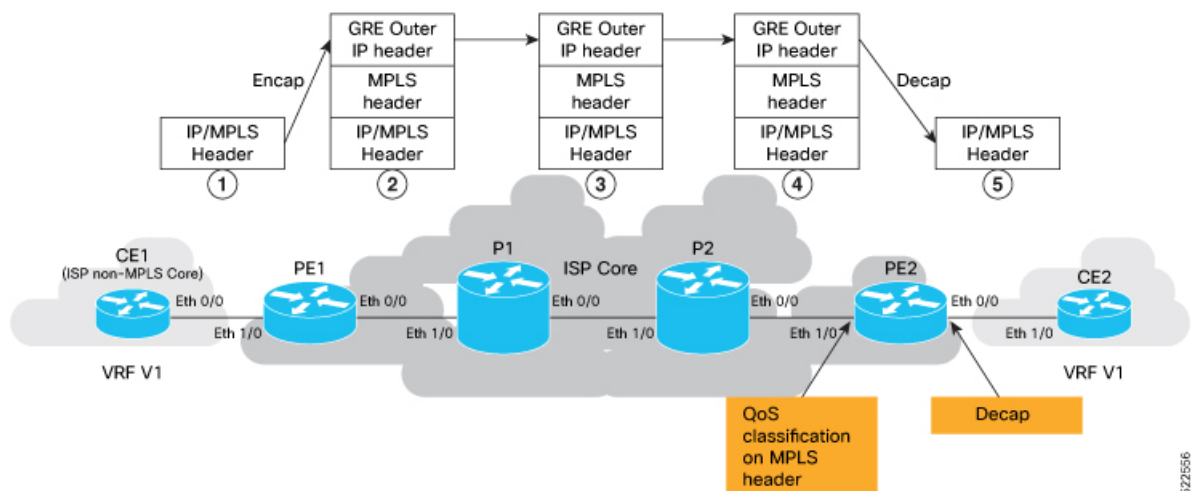 GRE Outer
IP header
GRE Outer
IP header
GRE Outer
IP header
Encap
MPLS
header
MPLS
header
MPLS
header
Decap
IP/MPLS
Header
IP/MPLS
Header
IP/MPLS
Header
IP/MPLS
Header
IP/MPLS
Header
1
2
3
4
5
CE1
(ISP non-MPLS Core)
PE1
P1
ISP Core
P2
PE2
CE2
Eth 0/0
Eth 1/0
Eth 0/0
Eth 1/0
Eth 0/0
Eth 1/0
Eth 0/0
Eth 1/0
Eth 0/0
Eth 1/0
VRF V1
VRF V1
QoS
classification
on MPLS
header
Decap
522556